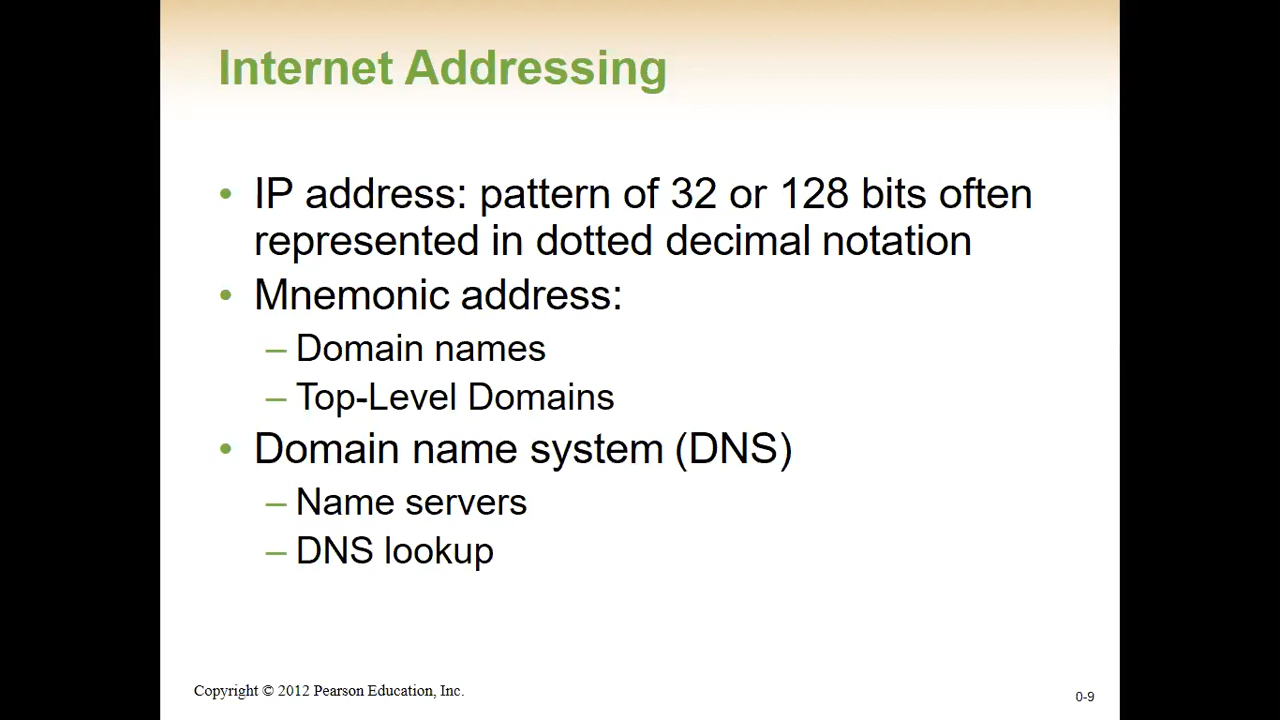 Internet Addressing
• IP address: pattern of 32 or 128 bits often
represented in dotted decimal notation
• Mnemonic address:
– Domain names
– Top-Level Domains
• Domain name system (DNS)
– Name servers
– DNS lookup
Copyright © 2012 Pearson Education, Inc.
0-9